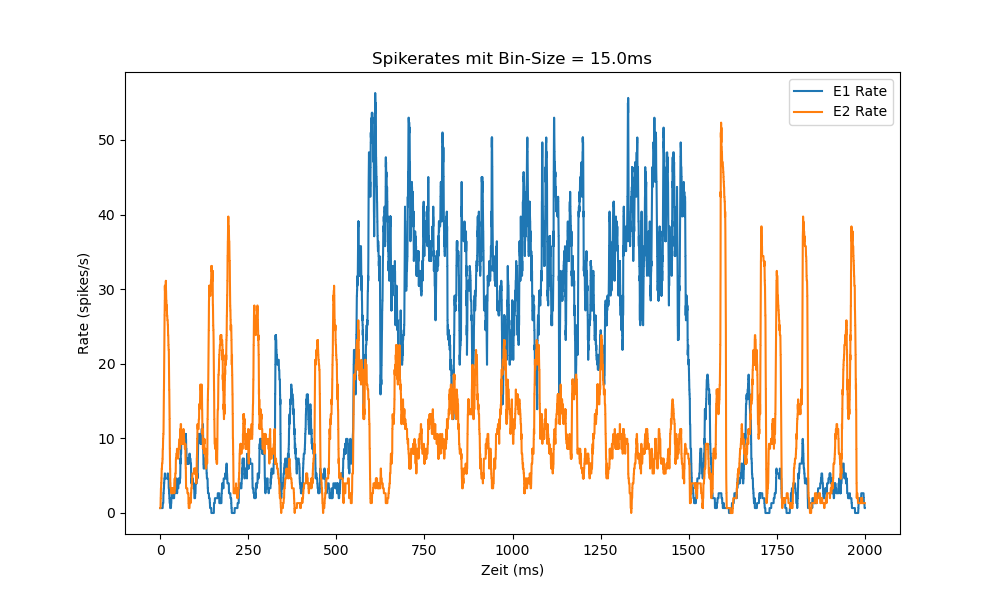 Spikerates mit Bin-Size = 15.0ms
E1 Rate
E2 Rate
Rate (spikes/s)
50
40
30
20
10
0
0 250 500 750 1000 1250 1500 1750 2000
Zeit (ms)